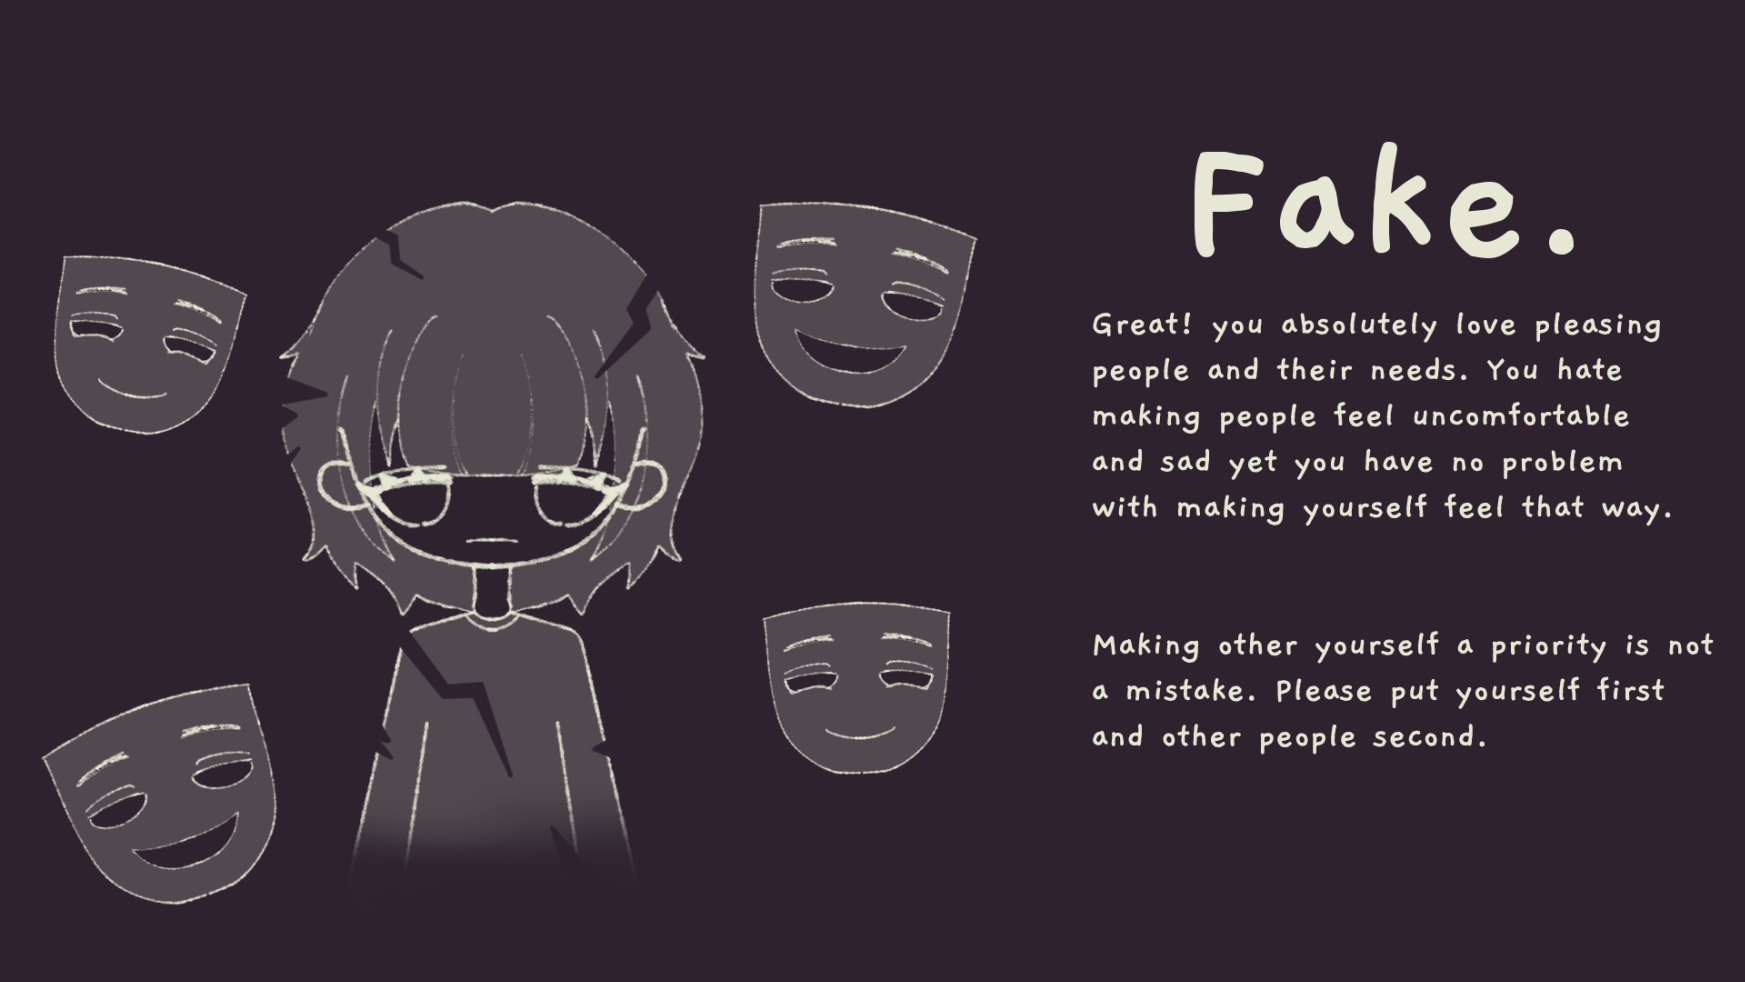 Fake.
Great! you absolutely love pleasing
people and their needs. You hate
making people feel uncomfortable
and sad yet you have no problem
with making yourself feel that way.
Making other yourself a priority is not
a mistake. Please put yourself first
and other people second.